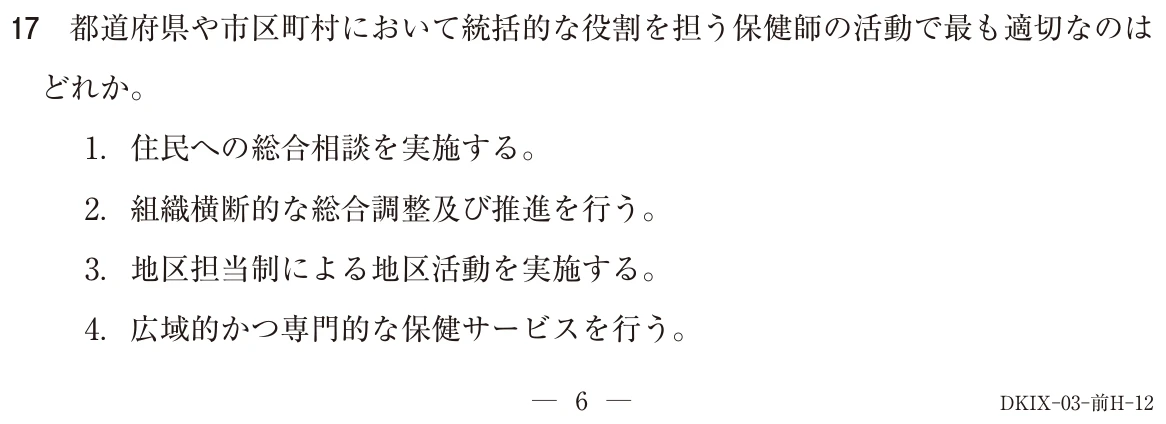 17　都道府県や市区町村において統括的な役割を担う保健師の活動で最も適切なのは
どれか。
1. 住民への総合相談を実施する。
2. 組織横断的な総合調整及び推進を行う。
3. 地区担当制による地区活動を実施する。
4. 広域的かつ専門的な保健サービスを行う。
— 6 —
DKIX-03-前H-12